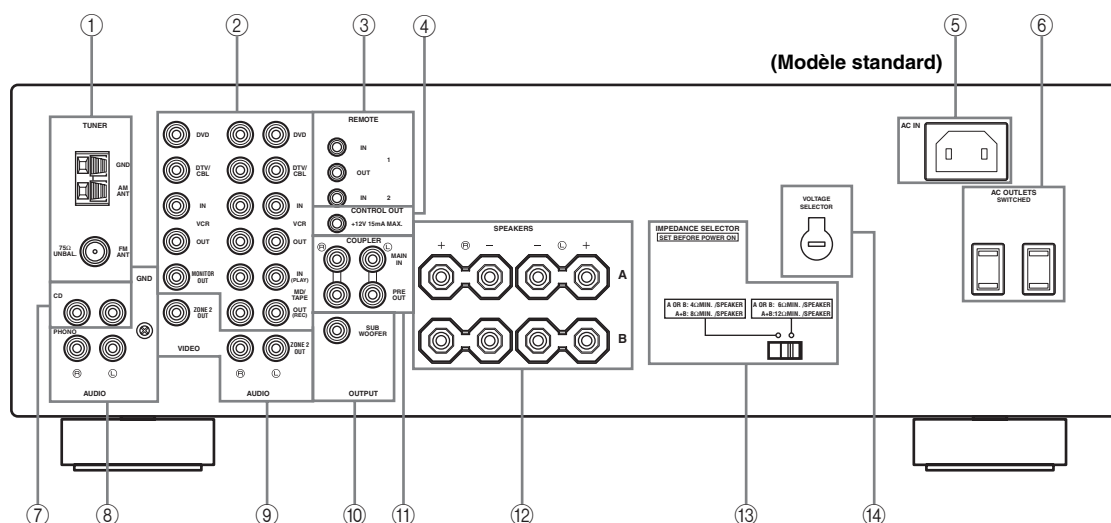 ① ② ③ ④ ⑤ ⑥
(Modèle standard)
TUNER
GND
AM
ANT
75Ω
UNBAL.
FM
ANT
GND
CD
PHONO
Ⓡ Ⓛ
AUDIO
DVD
DTV/
CBL
IN
VCR
OUT
MONITOR
OUT
ZONE 2
OUT
VIDEO
DVD
DTV/
CBL
IN
VCR
OUT
IN
(PLAY)
MD/
TAPE
OUT
(REC)
ZONE 2
OUT
Ⓡ Ⓛ
AUDIO
REMOTE
IN
1
OUT
IN 2
CONTROL OUT
+12V 15mA MAX.
COUPLER
Ⓡ Ⓛ
MAIN
IN
PRE
OUT
SUB
WOOFER
OUTPUT
SPEAKERS
+ Ⓡ − − Ⓛ +
A
B
IMPEDANCE SELECTOR
SET BEFORE POWER ON
A OR B: 4ΩMIN. /SPEAKER
A+B: 8ΩMIN. /SPEAKER
A OR B: 6ΩMIN. /SPEAKER
A+B:12ΩMIN. /SPEAKER
VOLTAGE
SELECTOR
AC IN
AC OUTLETS
SWITCHED
⑦ ⑧ ⑨ ⑩ ⑪ ⑫ ⑬ ⑭